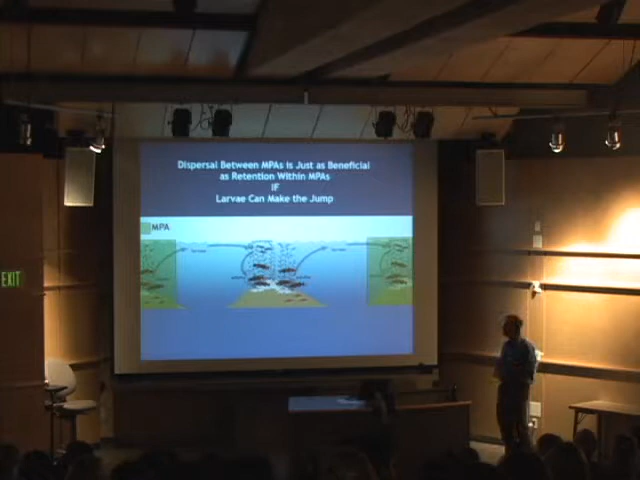 Dispersal Between MPAs is Just as Beneficial
as Retention Within MPAs
IF
Larvae Can Make the Jump
MPA
EXIT